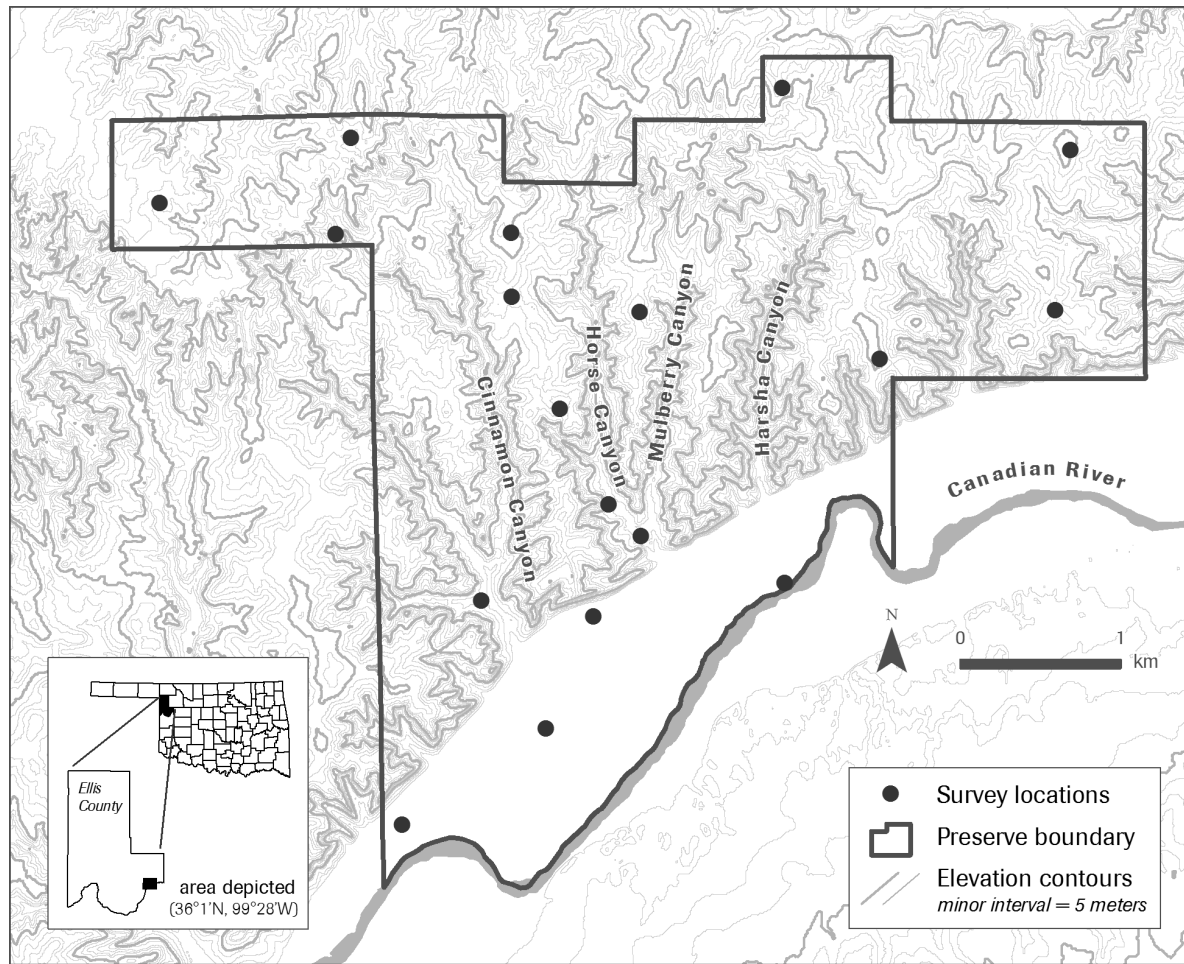 Cinnamon Canyon
Horse Canyon
Mulberry Canyon
Harsha Canyon
Canadian River
N
0 1
km
Ellis
County
area depicted
(36°1'N, 99°28'W)
Survey locations
Preserve boundary
Elevation contours
minor interval = 5 meters